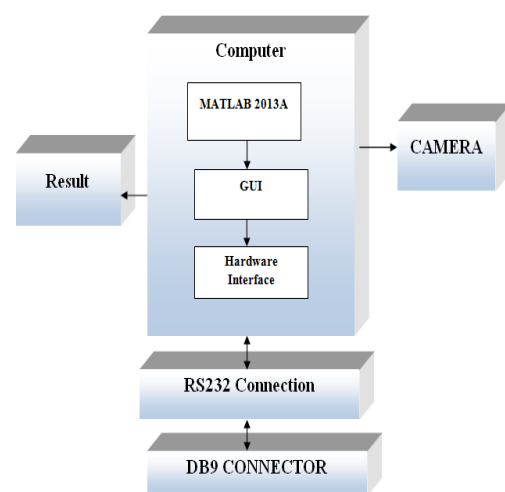 Computer
MATLAB 2013A
CAMERA
Result
GUI
Hardware
Interface
RS232 Connection
DB9 CONNECTOR